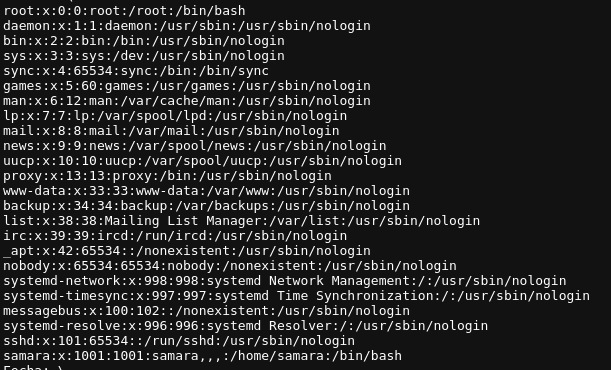 root:x:0:0:root:/root:/bin/bash
daemon:x:1:1:daemon:/usr/sbin:/usr/sbin/nologin
bin:x:2:2:bin:/bin:/usr/sbin/nologin
sys:x:3:3:sys:/dev:/usr/sbin/nologin
sync:x:4:65534:sync:/bin:/bin/sync
games:x:5:60:games:/usr/games:/usr/sbin/nologin
man:x:6:12:man:/var/cache/man:/usr/sbin/nologin
lp:x:7:7:lp:/var/spool/lpd:/usr/sbin/nologin
mail:x:8:8:mail:/var/mail:/usr/sbin/nologin
news:x:9:9:news:/var/spool/news:/usr/sbin/nologin
uucp:x:10:10:uucp:/var/spool/uucp:/usr/sbin/nologin
proxy:x:13:13:proxy:/bin:/usr/sbin/nologin
www-data:x:33:33:www-data:/var/www:/usr/sbin/nologin
backup:x:34:34:backup:/var/backups:/usr/sbin/nologin
list:x:38:38:Mailing List Manager:/var/list:/usr/sbin/nologin
irc:x:39:39:ircd:/run/ircd:/usr/sbin/nologin
_apt:x:42:65534::/nonexistent:/usr/sbin/nologin
nobody:x:65534:65534:nobody:/nonexistent:/usr/sbin/nologin
systemd-network:x:998:998:systemd Network Management:/:/usr/sbin/nologin
systemd-timesync:x:997:997:systemd Time Synchronization:/:/usr/sbin/nologin
messagebus:x:100:102::/nonexistent:/usr/sbin/nologin
systemd-resolve:x:996:996:systemd Resolver:/:/usr/sbin/nologin
sshd:x:101:65534::/run/sshd:/usr/sbin/nologin
samara:x:1001:1001:samara,,,:/home/samara:/bin/bash